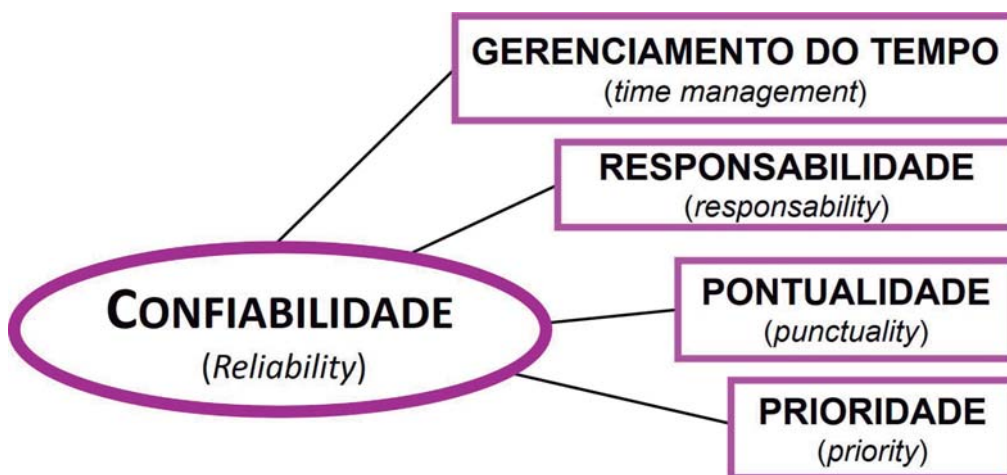 GERENCIAMENTO DO TEMPO
(time management)
RESPONSABILIDADE
(responsability)
CONFIABILIDADE
(Reliability)
PONTUALIDADE
(punctuality)
PRIORIDADE
(priority)